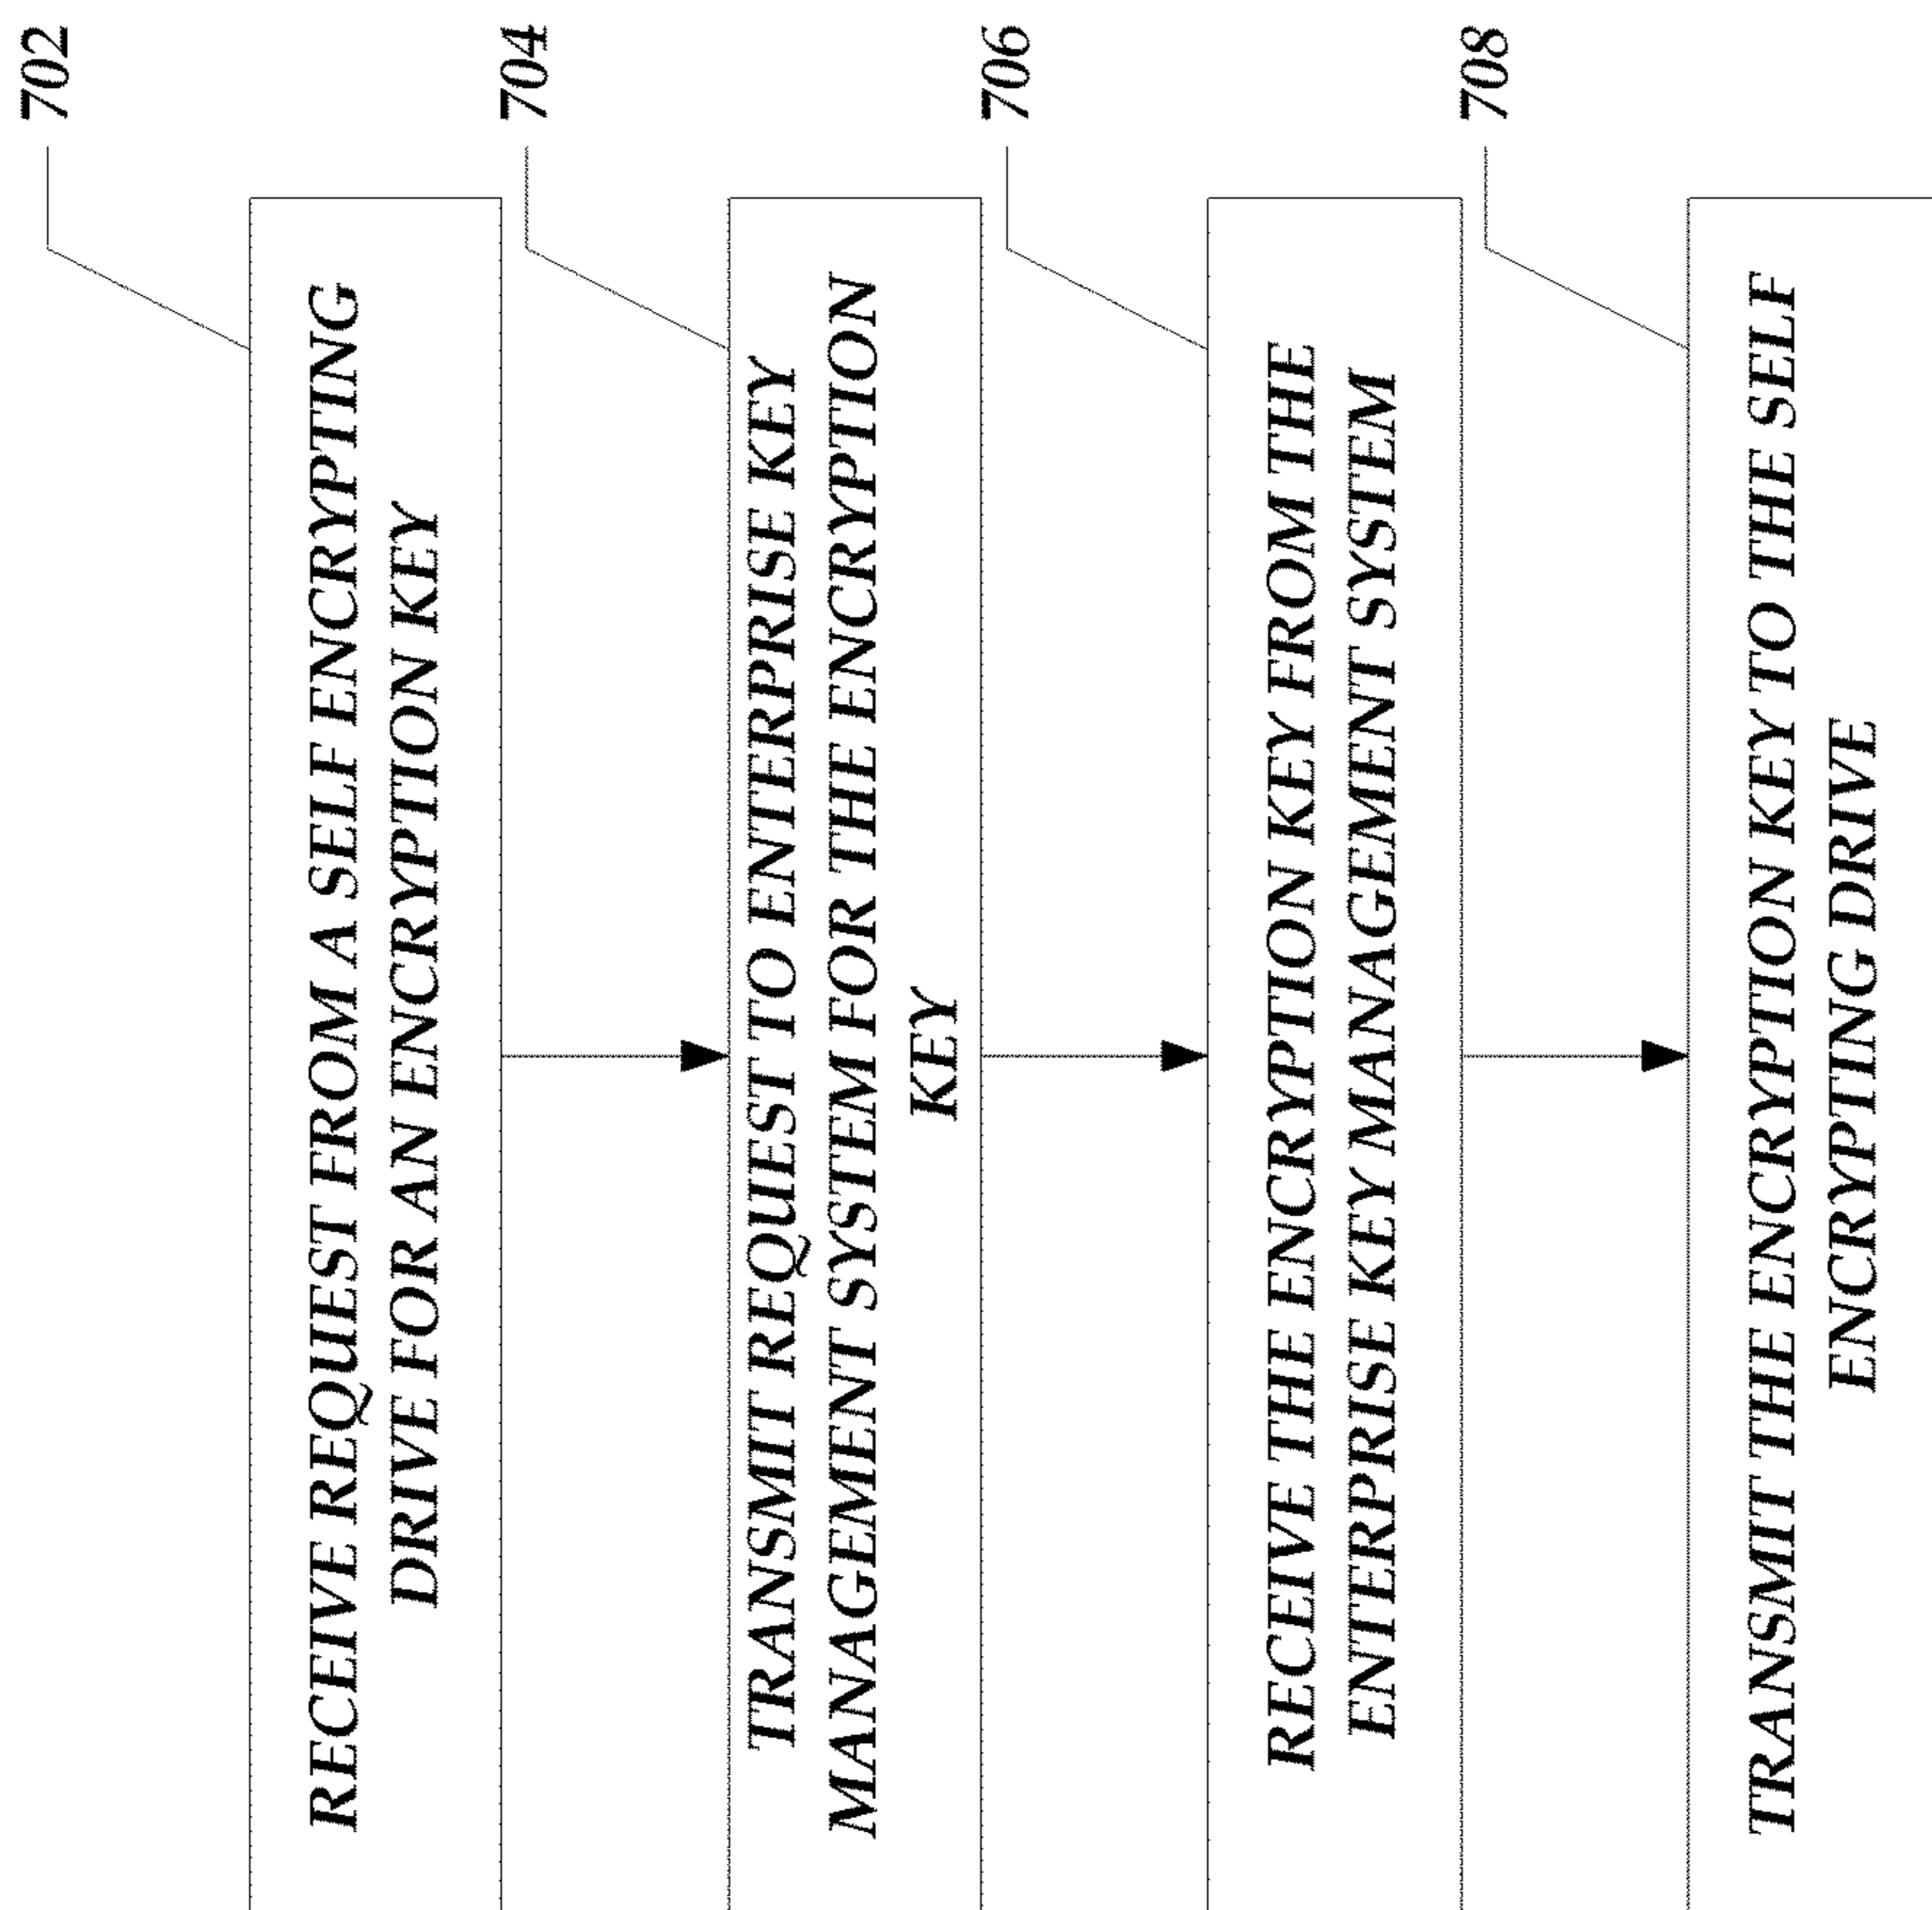 702
RECEIVE REQUEST FROM A SELF ENCRYPTING
DRIVE FOR AN ENCRYPTION KEY
704
TRANSMIT REQUEST TO ENTERPRISE KEY
MANAGEMENT SYSTEM FOR THE ENCRYPTION
KEY
706
RECEIVE THE ENCRYPTION KEY FROM THE
ENTERPRISE KEY MANAGEMENT SYSTEM
708
TRANSMIT THE ENCRYPTION KEY TO THE SELF
ENCRYPTING DRIVE